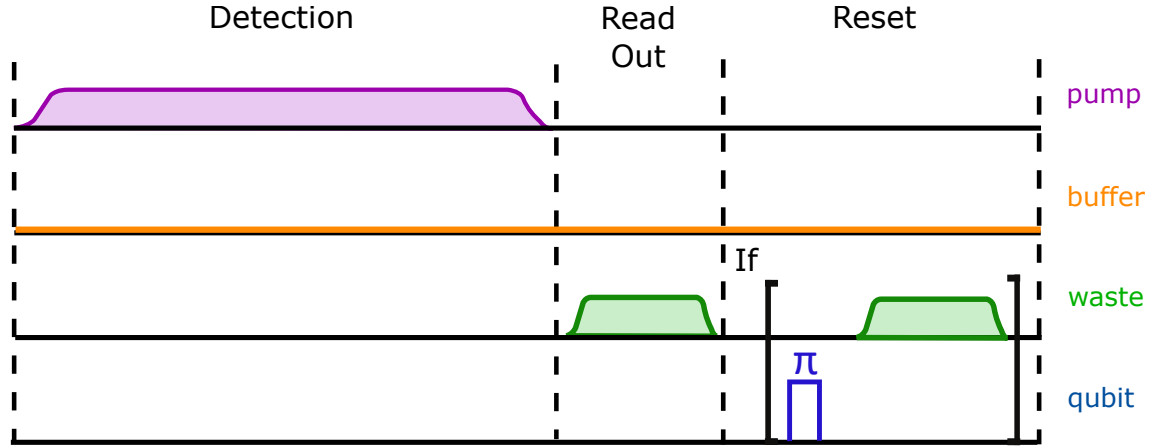 Detection
Read
Out
Reset
pump
buffer
If
waste
π
qubit